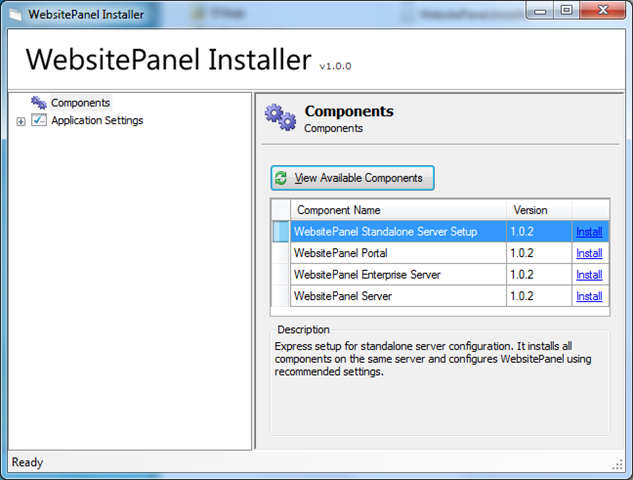 WebsitePanel Installer
WebsitePanel Installer v1.0.0
Components
Application Settings
Components
Components
View Available Components
Component Name Version
WebsitePanel Standalone Server Setup 1.0.2 Install
WebsitePanel Portal 1.0.2 Install
WebsitePanel Enterprise Server 1.0.2 Install
WebsitePanel Server 1.0.2 Install
Description
Express setup for standalone server configuration. It installs all
components on the same server and configures WebsitePanel using
recommended settings.
Ready